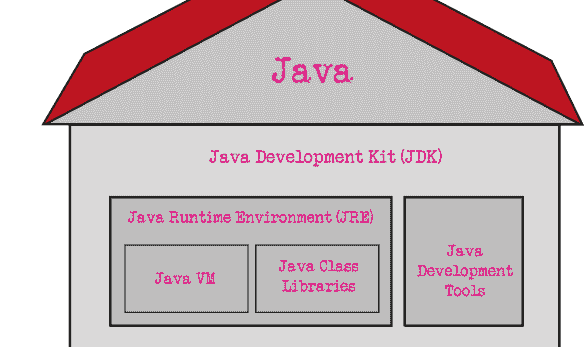 Java
Java Development Kit (JDK)
Java Runtime Environment (JRE)
Java VM
Java Class
Libraries
Java
Development
Tools